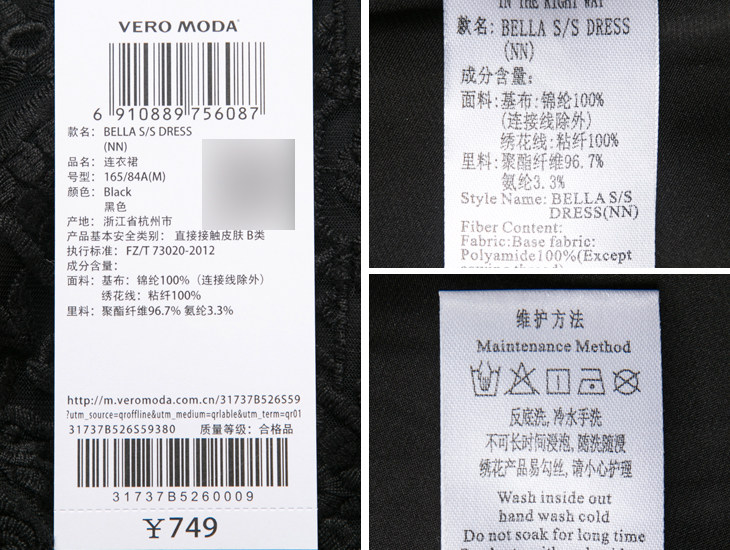 VERO MODA
6 910889 756087
款名: BELLA S/S DRESS
(NN)
品名: 连衣裙
号型: 165/84A(M)
颜色: Black
黑色
产地: 浙江省杭州市
产品基本安全类别: 直接接触皮肤 B类
执行标准: FZ/T 73020-2012
成分含量:
面料: 基布: 锦纶100%（连接线除外）
绣花线: 粘纤100%
里料: 聚酯纤维96.7% 氨纶3.3%
http://m.veromoda.com.cn/31737B526S59
?utm_source=qroffline&utm_medium=qrlable&utm_term=qr01
31737B526S59380 质量等级: 合格品
31737B5260009
¥749
IN THE RIGHT WAY
款名: BELLA S/S DRESS
(NN)
成分含量:
面料: 基布: 锦纶100%
(连接线除外)
绣花线: 粘纤100%
里料: 聚酯纤维96.7%
氨纶3.3%
Style Name: BELLA S/S
DRESS(NN)
Fiber Content:
Fabric:Base fabric:
Polyamide100%(Except
维护方法
Maintenance Method
反底洗, 冷水手洗
不可长时间浸泡, 随洗随漫
绣花产品易勾丝, 请小心护理
Wash inside out
hand wash cold
Do not soak for long time